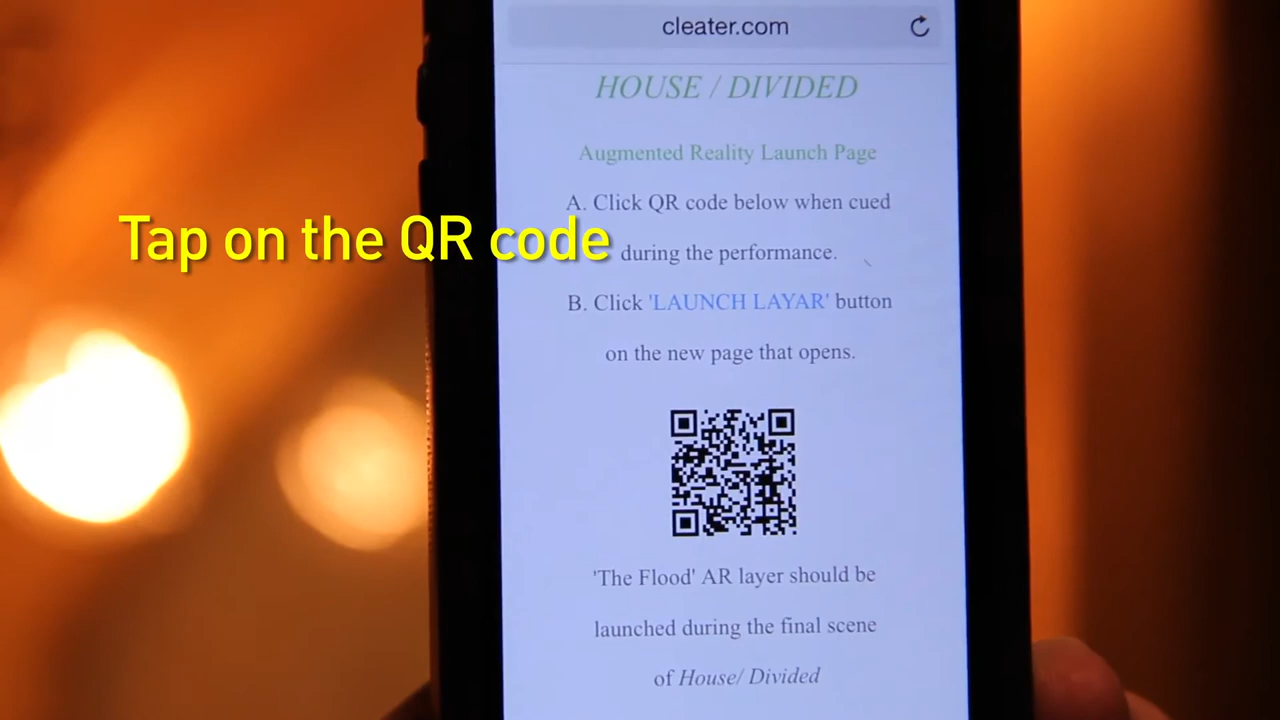 cleater.com
HOUSE / DIVIDED
Augmented Reality Launch Page
A. Click QR code below when cued
Tap on the QR code
during the performance.
B. Click 'LAUNCH LAYAR' button
on the new page that opens.
'The Flood' AR layer should be
launched during the final scene
of House/ Divided